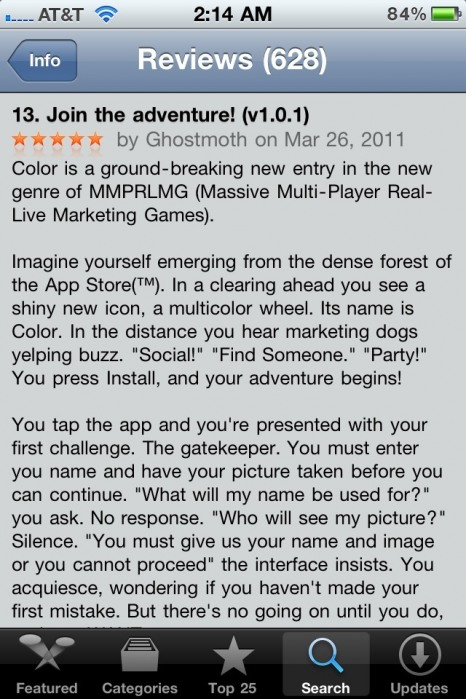 AT&T 2:14 AM 84%
Info Reviews (628)
13. Join the adventure! (v1.0.1)
by Ghostmoth on Mar 26, 2011
Color is a ground-breaking new entry in the new
genre of MMPRLMG (Massive Multi-Player Real-
Live Marketing Games).
Imagine yourself emerging from the dense forest of
the App Store(™). In a clearing ahead you see a
shiny new icon, a multicolor wheel. Its name is
Color. In the distance you hear marketing dogs
yelping buzz. "Social!" "Find Someone." "Party!"
You press Install, and your adventure begins!
You tap the app and you're presented with your
first challenge. The gatekeeper. You must enter
you name and have your picture taken before you
can continue. "What will my name be used for?"
you ask. No response. "Who will see my picture?"
Silence. "You must give us your name and image
or you cannot proceed" the interface insists. You
acquiesce, wondering if you haven't made your
first mistake. But there's no going on until you do,
Featured Categories Top 25 Search Updates